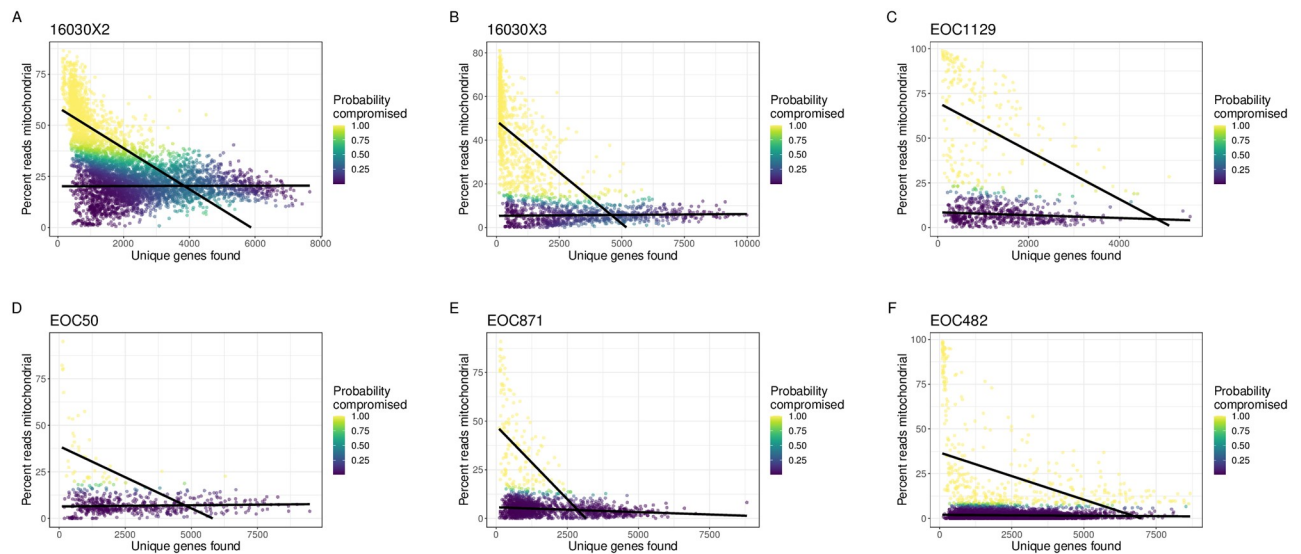 A
16030X2
Percent reads mitochondrial
75
50
25
0
0 2000 4000 6000 8000
Unique genes found
Probability
compromised
1.00
0.75
0.50
0.25
B
16030X3
Percent reads mitochondrial
80
60
40
20
0
0 2500 5000 7500 10000
Unique genes found
Probability
compromised
1.00
0.75
0.50
0.25
C
EOC1129
Percent reads mitochondrial
100
75
50
25
0
0 2000 4000
Unique genes found
Probability
compromised
1.00
0.75
0.50
0.25
D
EOC50
Percent reads mitochondrial
75
50
25
0
0 2500 5000 7500
Unique genes found
Probability
compromised
1.00
0.75
0.50
0.25
E
EOC871
Percent reads mitochondrial
75
50
25
0
0 2500 5000 7500
Unique genes found
Probability
compromised
1.00
0.75
0.50
0.25
F
EOC482
Percent reads mitochondrial
100
75
50
25
0
0 2500 5000 7500
Unique genes found
Probability
compromised
1.00
0.75
0.50
0.25